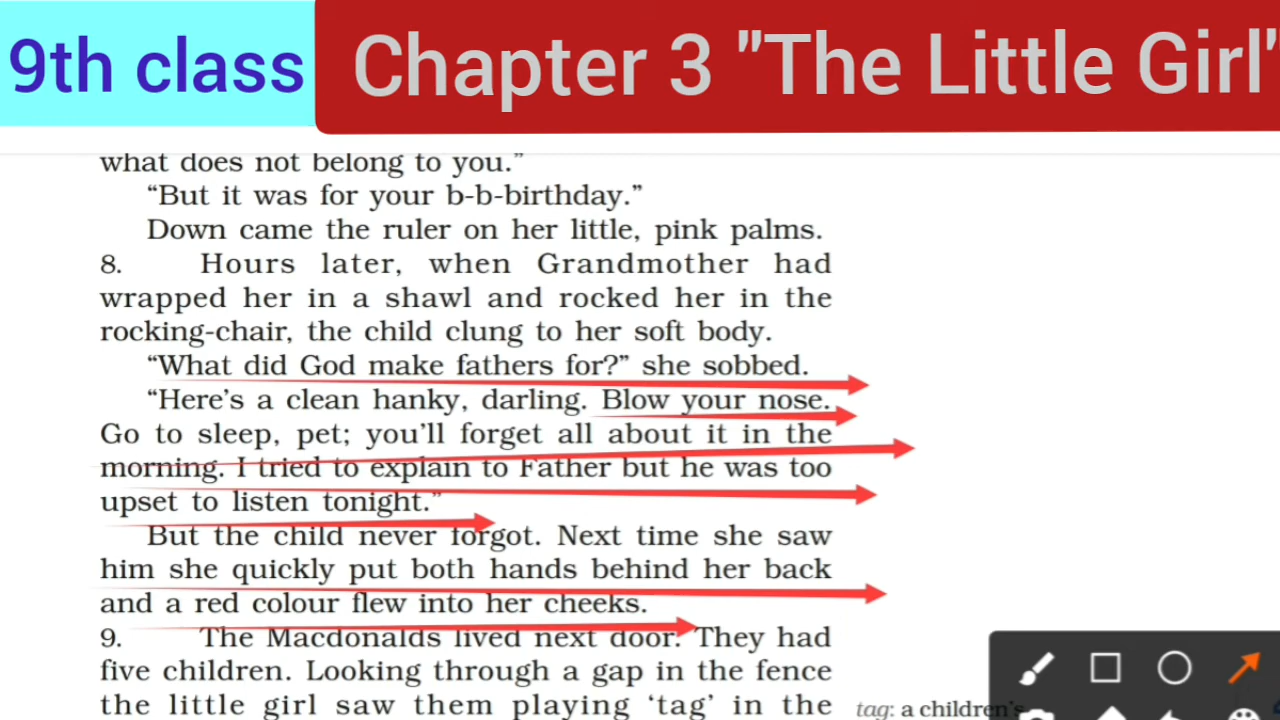 9th class
Chapter 3 "The Little Girl"
what does not belong to you.”
“But it was for your b-b-birthday.”
Down came the ruler on her little, pink palms.
8. Hours later, when Grandmother had
wrapped her in a shawl and rocked her in the
rocking-chair, the child clung to her soft body.
“What did God make fathers for?” she sobbed.
“Here’s a clean hanky, darling. Blow your nose.
Go to sleep, pet; you’ll forget all about it in the
morning. I tried to explain to Father but he was too
upset to listen tonight.”
But the child never forgot. Next time she saw
him she quickly put both hands behind her back
and a red colour flew into her cheeks.
9. The Macdonalds lived next door. They had
five children. Looking through a gap in the fence
the little girl saw them playing ‘tag’ in the
tag: a children’s